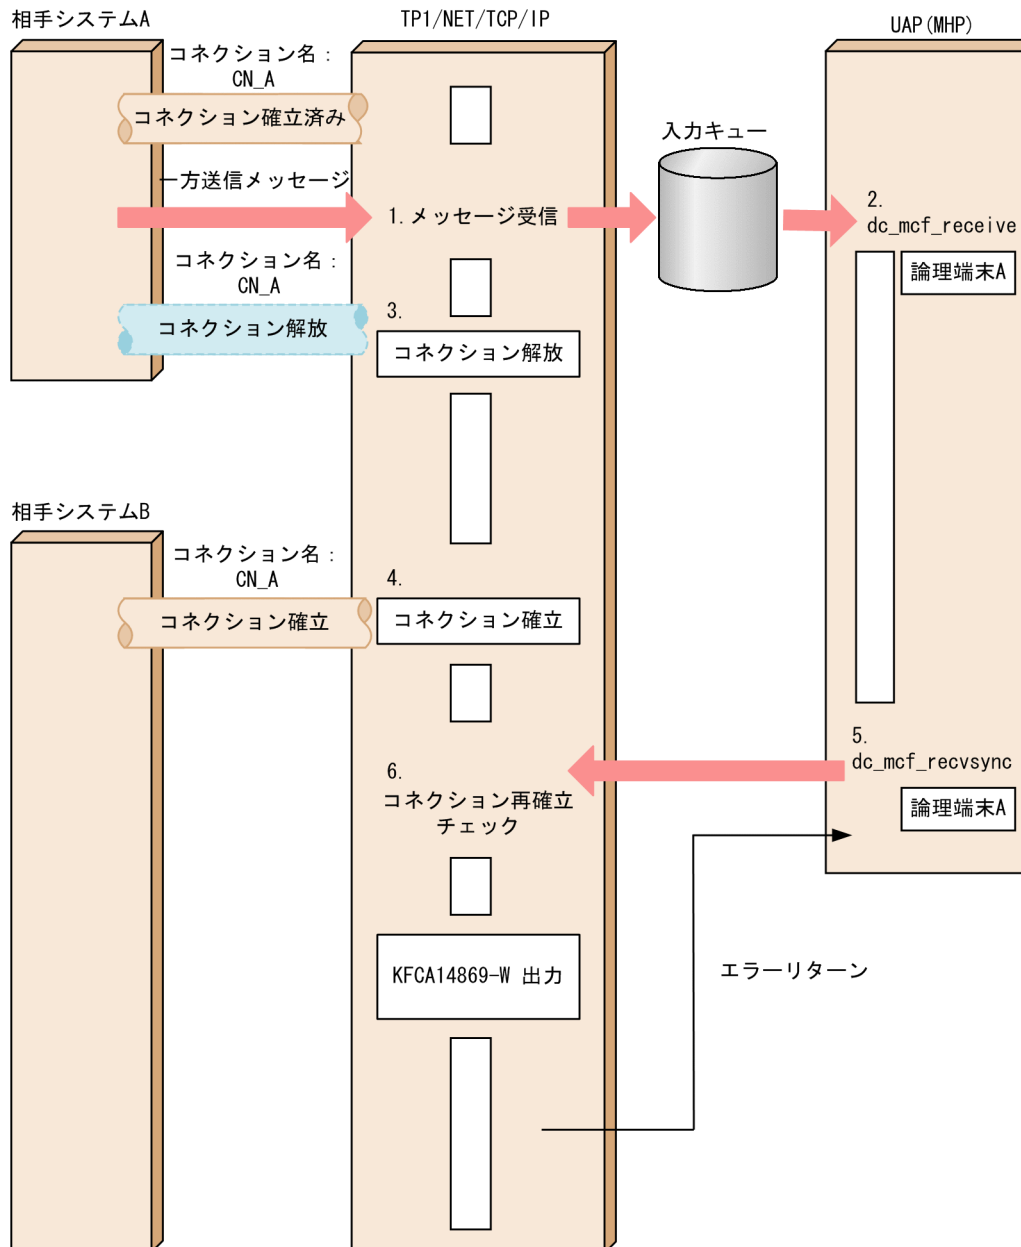 相手システムA
TP1/NET/TCP/IP
UAP(MHP)
コネクション名：
CN_A
コネクション確立済み
入力キュー
一方送信メッセージ
1.メッセージ受信
2.
dc_mcf_receive
論理端末A
コネクション名：
CN_A
3.
コネクション解放
コネクション解放
相手システムB
コネクション名：
CN_A
4.
コネクション確立
コネクション確立
5.
dc_mcf_recvsync
論理端末A
6.
コネクション再確立
チェック
KFCA14869-W 出力
エラーリターン